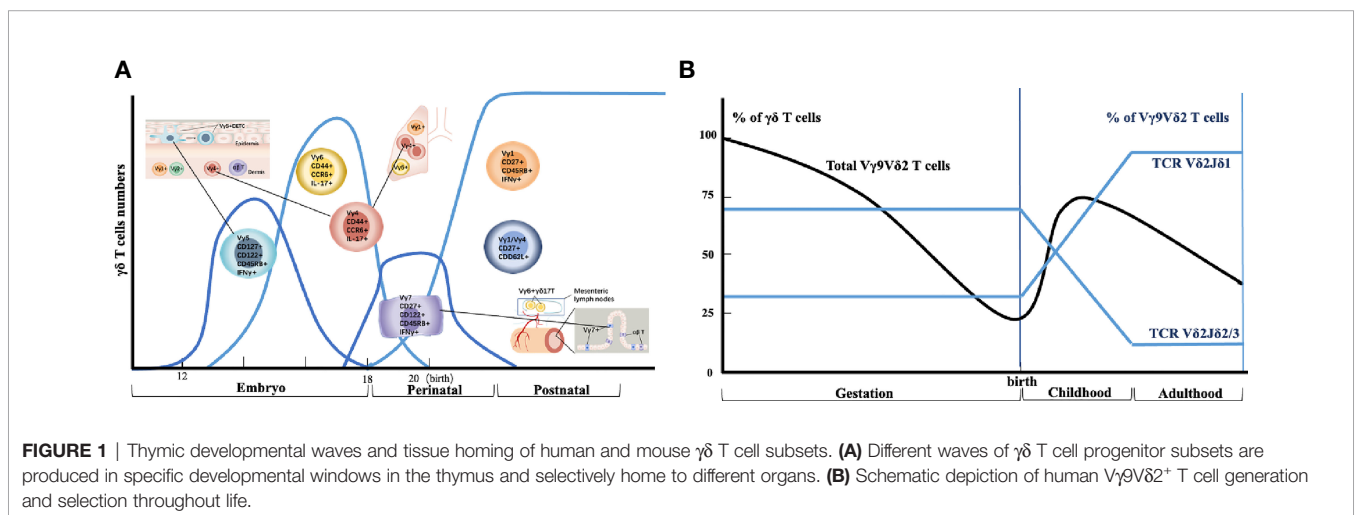 A
B
γδ T cells numbers
Vγ5+DETC
Epidermis
Dermis
Vγ6
CD44+
CCR6+
IL-17+
Vγ1+
Vγ4+
Vγ6+
Vγ4
CD44+
CCR6+
IL-17+
Vγ5
CD127+
CD122+
CD45RB+
IFNγ+
Vγ1
CD27+
CD45RB+
IFNγ+
Vγ1/Vγ4
CD27+
CDD62L+
Vγ7
CD27+
CD122+
CD45RB+
IFNγ+
Vγ6+γδ17T
Mesenteric
lymph nodes
Vγ7+
αβ T
12
18
20 (birth)
Embryo
Perinatal
Postnatal
% of γδ T cells
% of Vγ9Vδ2 T cells
100
75
50
25
0
Total Vγ9Vδ2 T cells
TCR Vδ2Jδ1
TCR Vδ2Jδ2/3
birth
Gestation
Childhood
Adulthood
FIGURE 1 | Thymic developmental waves and tissue homing of human and mouse γδ T cell subsets. (A) Different waves of γδ T cell progenitor subsets are
produced in specific developmental windows in the thymus and selectively home to different organs. (B) Schematic depiction of human Vγ9Vδ2⁺ T cell generation
and selection throughout life.